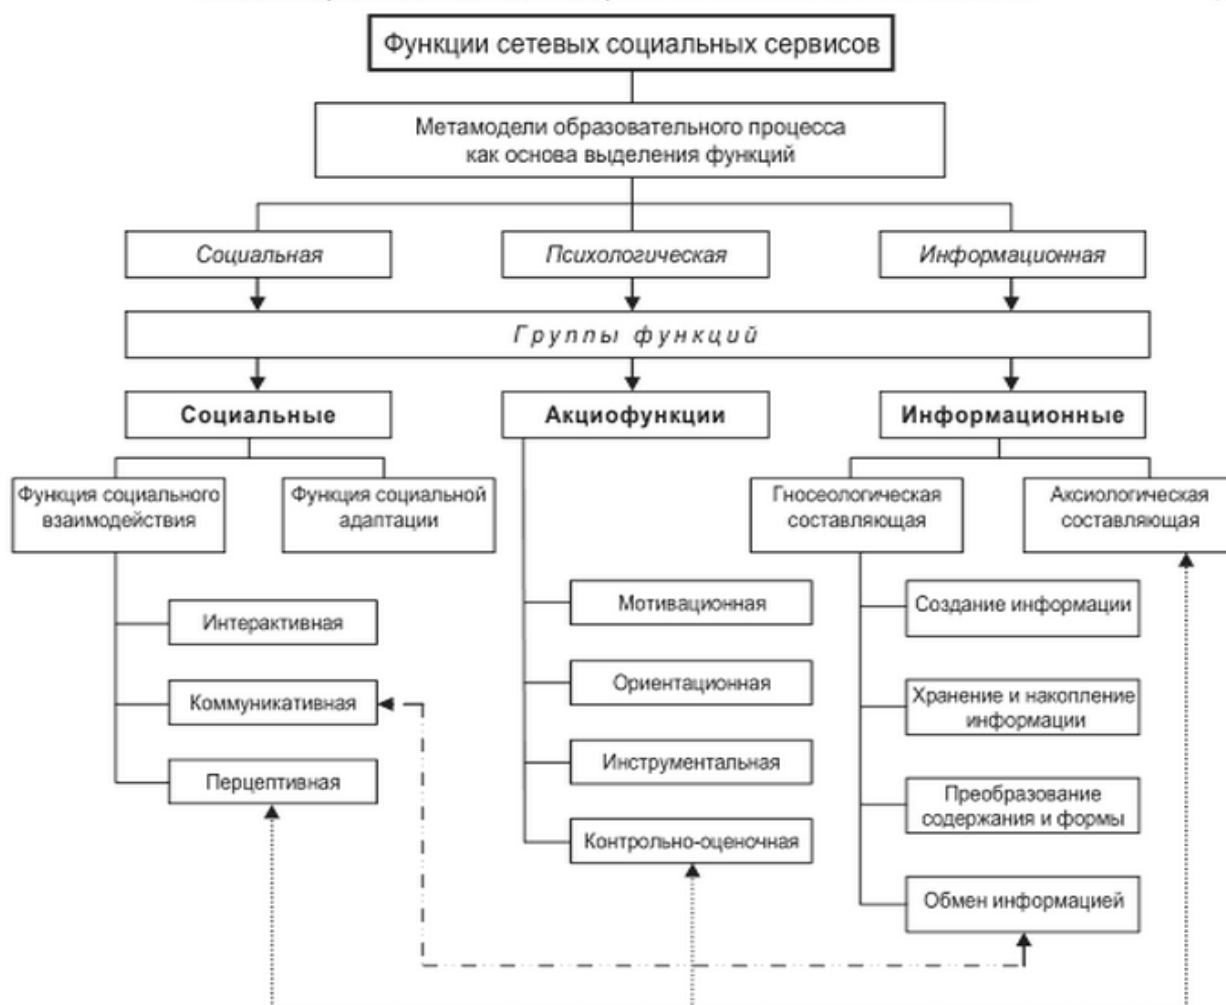 Функции сетевых социальных сервисов
Метамодели образовательного процесса
как основа выделения функций
Социальная
Психологическая
Информационная
Группы функций
Социальные
Акциофункции
Информационные
Функция социального
взаимодействия
Функция социальной
адаптации
Гносеологическая
составляющая
Аксиологическая
составляющая
Интерактивная
Коммуникативная
Перцептивная
Мотивационная
Ориентационная
Инструментальная
Контрольно-оценочная
Создание информации
Хранение и накопление
информации
Преобразование
содержания и формы
Обмен информацией